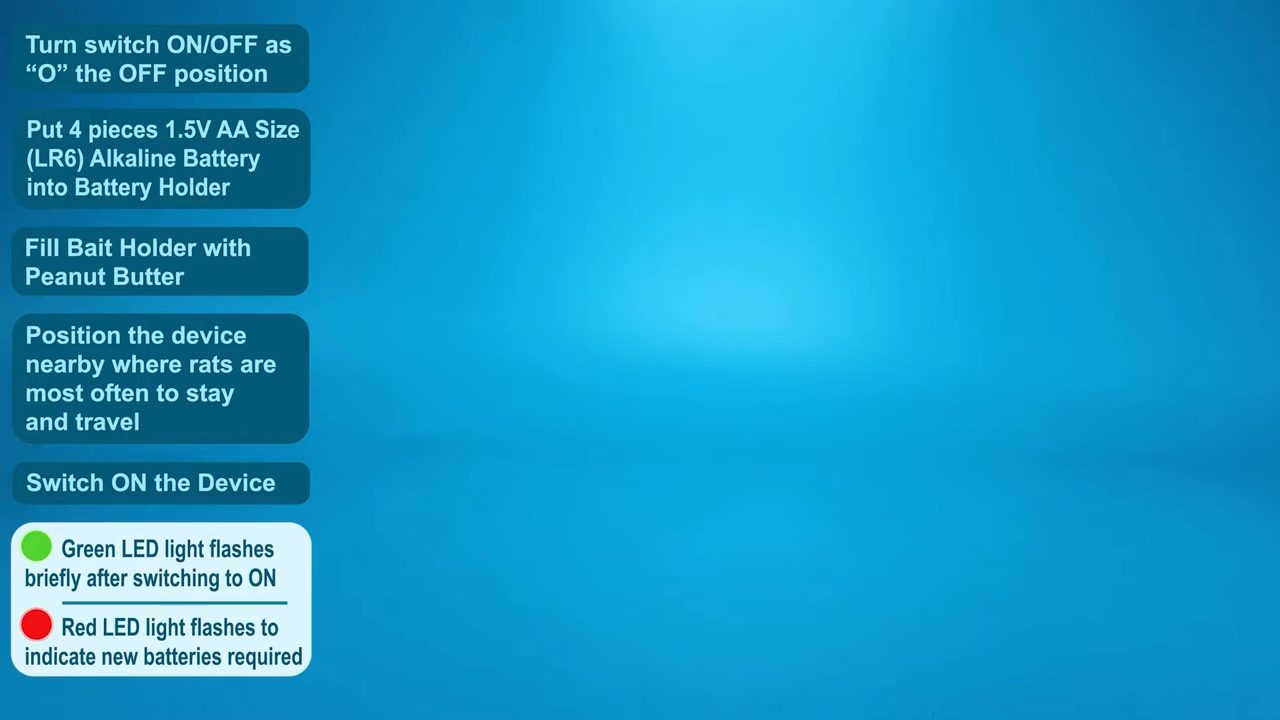 Turn switch ON/OFF as
“O” the OFF position
Put 4 pieces 1.5V AA Size
(LR6) Alkaline Battery
into Battery Holder
Fill Bait Holder with
Peanut Butter
Position the device
nearby where rats are
most often to stay
and travel
Switch ON the Device
Green LED light flashes
briefly after switching to ON
Red LED light flashes to
indicate new batteries required